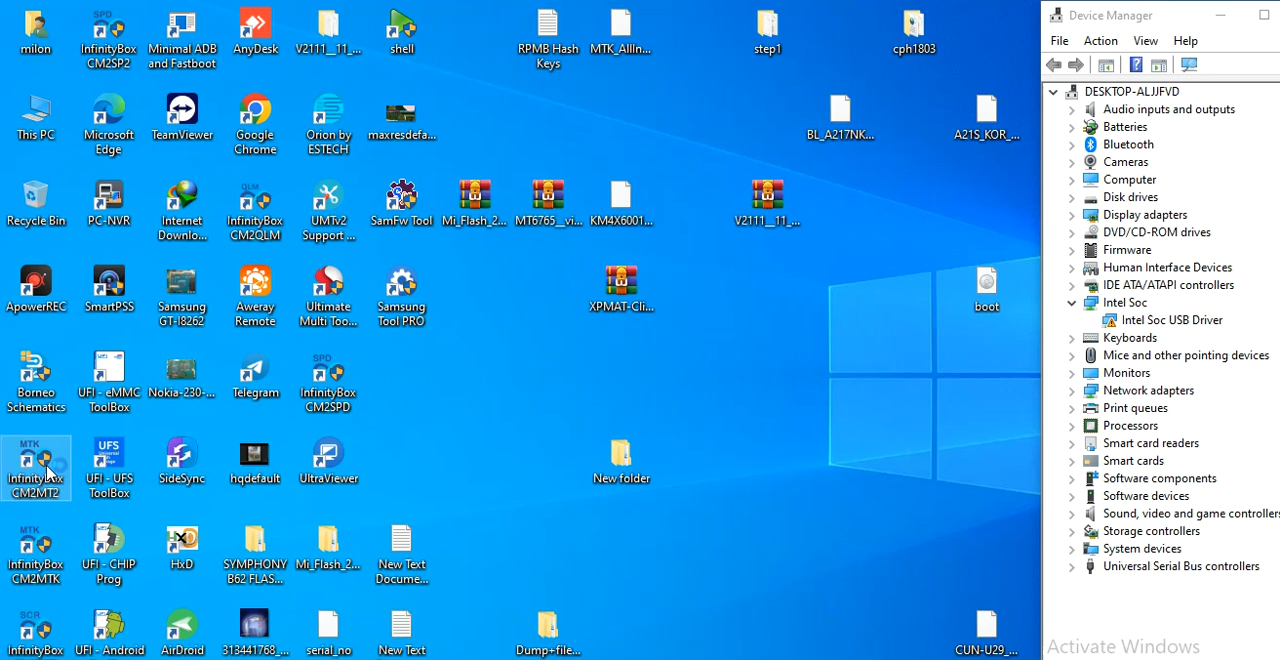 milon
SPD
InfinityBox
CM2SP2
Minimal ADB
and Fastboot
AnyDesk
V2111__11_...
shell
RPMB Hash
Keys
MTK_AllIn...
step1
cph1803
This PC
Microsoft
Edge
TeamViewer
Google
Chrome
Orion by
ESTECH
maxresdefa...
BL_A217NK...
A21S_KOR_...
Recycle Bin
PC-NVR
Internet
Downlo...
QLM
InfinityBox
CM2QLM
UMTv2
Support ...
SamFw Tool
Mi_Flash_2...
MT6765__vi...
KM4X6001...
V2111__11_...
ApowerREC
SmartPSS
Samsung
GT-I8262
Aweray
Remote
Ultimate
Multi Too...
Samsung
Tool PRO
XPMAT-Cli...
boot
Borneo
Schematics
UFI - eMMC
ToolBox
Nokia-230-...
Telegram
SPD
InfinityBox
CM2SPD
MTK
InfinityBox
CM2MT2
UFS
UFI - UFS
ToolBox
SideSync
hqdefault
UltraViewer
New folder
MTK
InfinityBox
CM2MTK
UFI - CHIP
Prog
HxD
SYMPHONY
B62 FLAS...
Mi_Flash_2...
New Text
Docume...
SCR
InfinityBox
UFI - Android
AirDroid
313441768_...
serial_no
New Text
Dump+file...
CUN-U29_...
Device Manager
File Action View Help
DESKTOP-ALJJFVD
Audio inputs and outputs
Batteries
Bluetooth
Cameras
Computer
Disk drives
Display adapters
DVD/CD-ROM drives
Firmware
Human Interface Devices
IDE ATA/ATAPI controllers
Intel Soc
Intel Soc USB Driver
Keyboards
Mice and other pointing devices
Monitors
Network adapters
Print queues
Processors
Smart card readers
Smart cards
Software components
Software devices
Sound, video and game controllers
Storage controllers
System devices
Universal Serial Bus controllers
Activate Windows